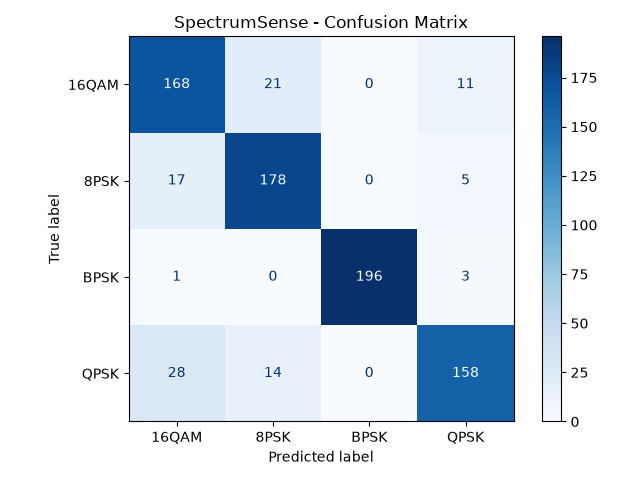 SpectrumSense - Confusion Matrix
True label
16QAM 168 21 0 11
8PSK 17 178 0 5
BPSK 1 0 196 3
QPSK 28 14 0 158
16QAM 8PSK BPSK QPSK
Predicted label
175
150
125
100
75
50
25
0